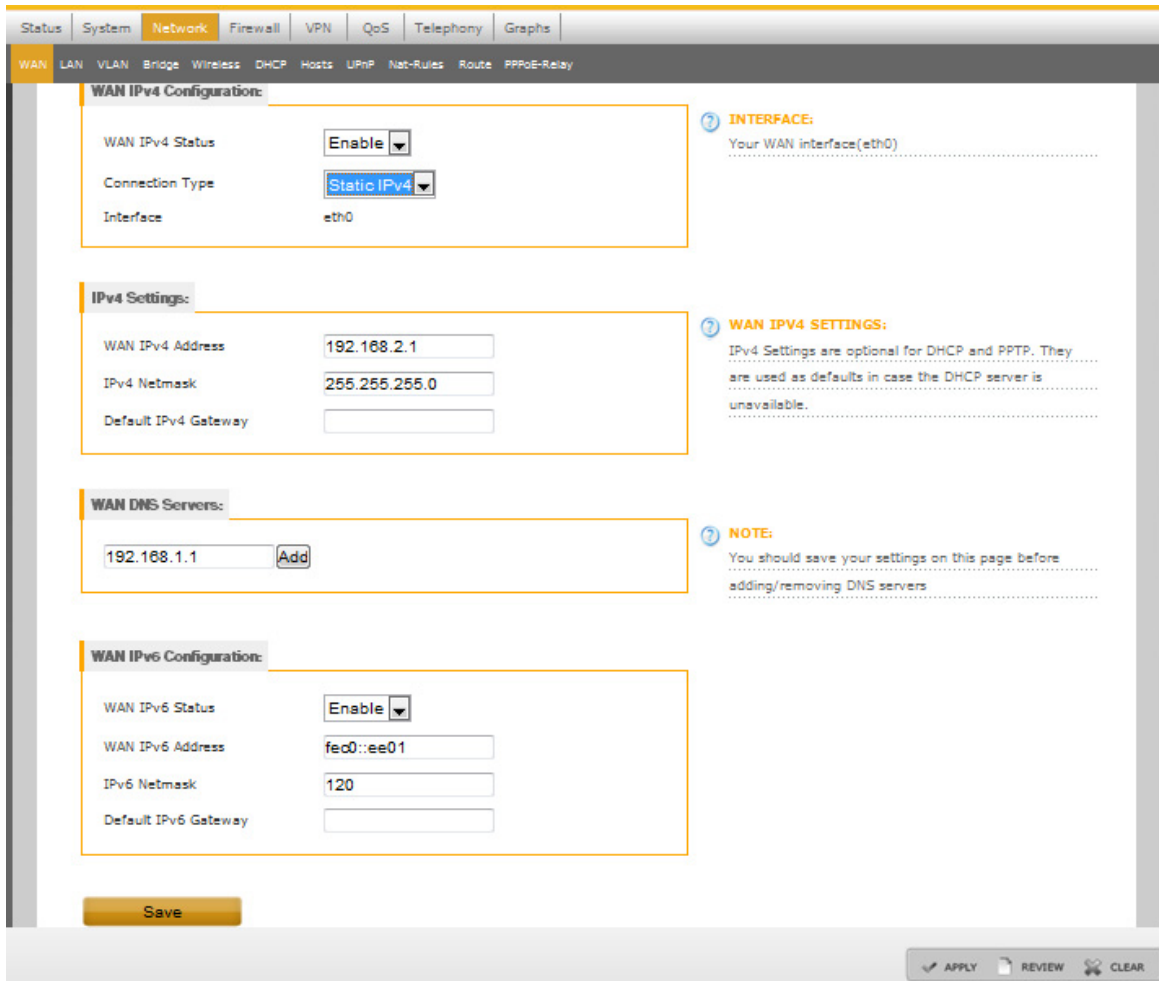 Status System Network Firewall VPN QoS Telephony Graphs
WAN LAN VLAN Bridge Wireless DHCP Hosts UPnP Nat-Rules Route PPPoE-Relay
WAN IPv4 Configuration:
WAN IPv4 Status Enable
Connection Type Static IPv4
Interface eth0
INTERFACE:
Your WAN interface(eth0)
IPv4 Settings:
WAN IPv4 Address 192.168.2.1
IPv4 Netmask 255.255.255.0
Default IPv4 Gateway
WAN IPV4 SETTINGS:
IPv4 Settings are optional for DHCP and PPTP. They
are used as defaults in case the DHCP server is
unavailable.
WAN DNS Servers:
192.168.1.1 Add
NOTE:
You should save your settings on this page before
adding/removing DNS servers
WAN IPv6 Configuration:
WAN IPv6 Status Enable
WAN IPv6 Address fec0::ee01
IPv6 Netmask 120
Default IPv6 Gateway
Save
APPLY REVIEW CLEAR